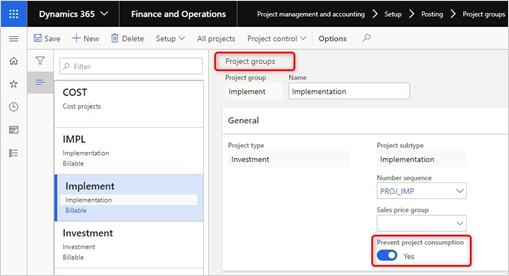 Dynamics 365
Finance and Operations
Project management and accounting > Setup > Posting > Project groups
Save + New Delete Setup All projects Project control Options
Filter
COST
Cost projects
IMPL
Implementation
Billable
Implement
Implementation
Billable
Investment
Investment
Billable
Project groups
Project group Name
Implement Implementation
General
Project type Project subtype
Investment Implementation
Number sequence
PROJ_IMP
Sales price group
Prevent project consumption
Yes